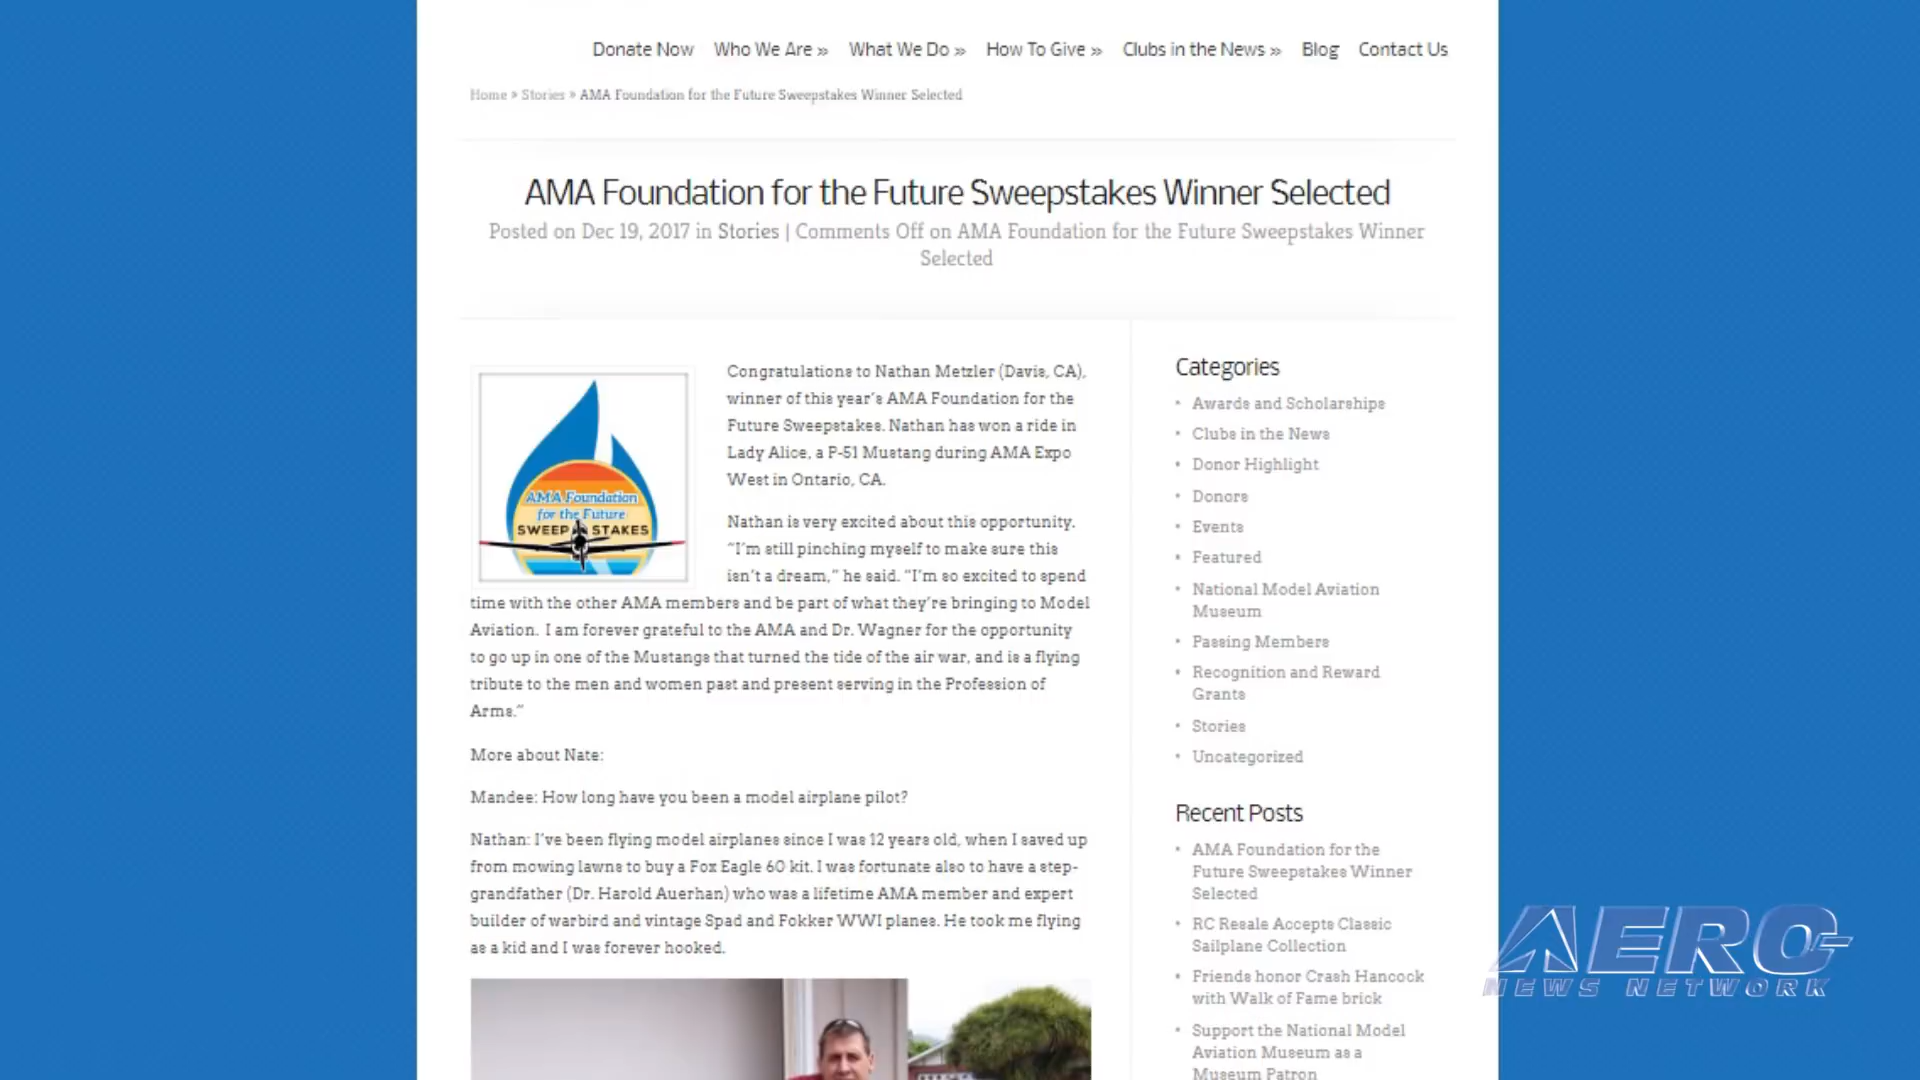 Donate Now Who We Are » What We Do » How To Give » Clubs in the News » Blog Contact Us
Home » Stories » AMA Foundation for the Future Sweepstakes Winner Selected
AMA Foundation for the Future Sweepstakes Winner Selected
Posted on Dec 19, 2017 in Stories | Comments Off on AMA Foundation for the Future Sweepstakes Winner
Selected
AMA Foundation
for the Future
SWEEPSTAKES
Congratulations to Nathan Metzler (Davis, CA),
winner of this year's AMA Foundation for the
Future Sweepstakes. Nathan has won a ride in
Lady Alice, a P-51 Mustang during AMA Expo
West in Ontario, CA.
Nathan is very excited about this opportunity.
"I'm still pinching myself to make sure this
isn't a dream," he said. "I'm so excited to spend
time with the other AMA members and be part of what they're bringing to Model
Aviation. I am forever grateful to the AMA and Dr. Wagner for the opportunity
to go up in one of the Mustangs that turned the tide of the air war, and is a flying
tribute to the men and women past and present serving in the Profession of
Arms."
More about Nate:
Mandee: How long have you been a model airplane pilot?
Nathan: I've been flying model airplanes since I was 12 years old, when I saved up
from mowing lawns to buy a Fox Eagle 60 kit. I was fortunate also to have a step-
grandfather (Dr. Harold Auerhan) who was a lifetime AMA member and expert
builder of warbird and vintage Spad and Fokker WWI planes. He took me flying
as a kid and I was forever hooked.
Categories
Awards and Scholarships
Clubs in the News
Donor Highlight
Donors
Events
Featured
National Model Aviation
Museum
Passing Members
Recognition and Reward
Grants
Stories
Uncategorized
Recent Posts
AMA Foundation for the
Future Sweepstakes Winner
Selected
RC Resale Accepts Classic
Sailplane Collection
Friends honor Crash Hancock
with Walk of Fame brick
Support the National Model
Aviation Museum as a
Museum Patron
AERO
NEWS NETWORK